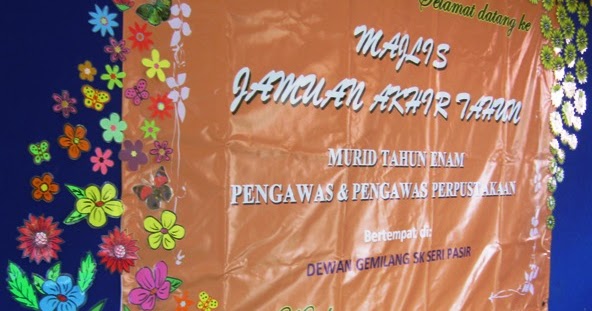 Selamat datang ke
MAJLIS
JAMUAN AKHIR TAHUN
MURID TAHUN ENAM
PENGAWAS & PENGAWAS PERPUSTAKAAN
Bertempat di:
DEWAN GEMILANG SK SERI PASIR